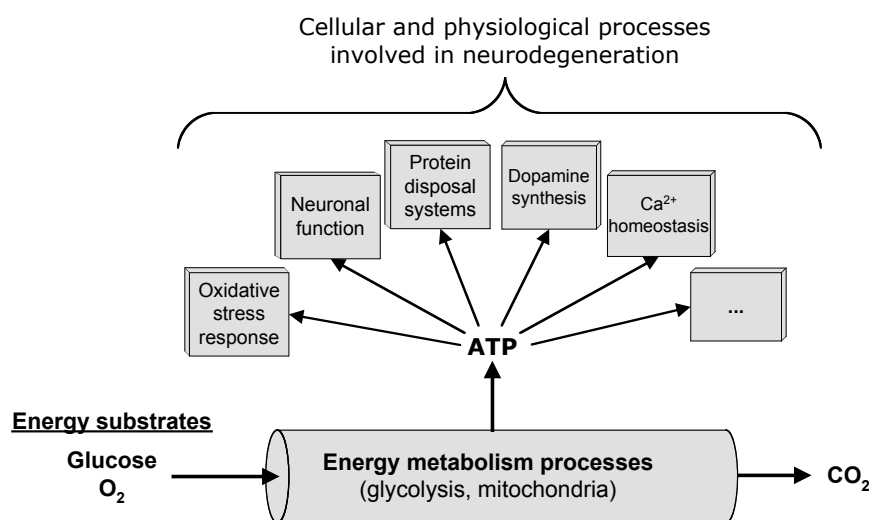 Cellular and physiological processes
involved in neurodegeneration
Protein
disposal
systems
Dopamine
synthesis
Neuronal
function
Ca²⁺
homeostasis
Oxidative
stress
response
...
ATP
Energy substrates
Glucose
O₂
Energy metabolism processes
(glycolysis, mitochondria)
CO₂